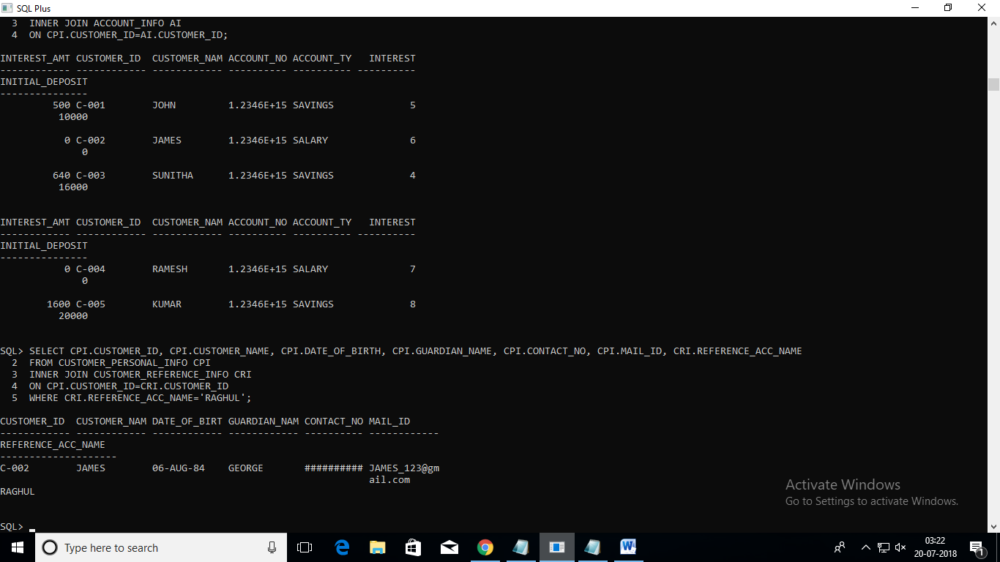 SQL Plus
  3  INNER JOIN ACCOUNT_INFO AI
  4  ON CPI.CUSTOMER_ID=AI.CUSTOMER_ID;
INTEREST_AMT CUSTOMER_ID  CUSTOMER_NAM ACCOUNT_NO ACCOUNT_TY   INTEREST
------------ ------------ ------------ ---------- ---------- ----------
INITIAL_DEPOSIT
---------------
         500 C-001        JOHN         1.2346E+15 SAVINGS             5
          10000
           0 C-002        JAMES        1.2346E+15 SALARY              6
              0
         640 C-003        SUNITHA      1.2346E+15 SAVINGS             4
          16000
INTEREST_AMT CUSTOMER_ID  CUSTOMER_NAM ACCOUNT_NO ACCOUNT_TY   INTEREST
------------ ------------ ------------ ---------- ---------- ----------
INITIAL_DEPOSIT
---------------
           0 C-004        RAMESH       1.2346E+15 SALARY              7
              0
        1600 C-005        KUMAR        1.2346E+15 SAVINGS             8
          20000
SQL> SELECT CPI.CUSTOMER_ID, CPI.CUSTOMER_NAME, CPI.DATE_OF_BIRTH, CPI.GUARDIAN_NAME, CPI.CONTACT_NO, CPI.MAIL_ID, CRI.REFERENCE_ACC_NAME
  2  FROM CUSTOMER_PERSONAL_INFO CPI
  3  INNER JOIN CUSTOMER_REFERENCE_INFO CRI
  4  ON CPI.CUSTOMER_ID=CRI.CUSTOMER_ID
  5  WHERE CRI.REFERENCE_ACC_NAME='RAGHUL';
CUSTOMER_ID  CUSTOMER_NAM DATE_OF_BIRT GUARDIAN_NAM CONTACT_NO MAIL_ID
------------ ------------ ------------ ------------ ---------- ------------
REFERENCE_ACC_NAME
--------------------
C-002        JAMES        06-AUG-84    GEORGE       ########## JAMES_123@gm
                                                               ail.com
RAGHUL
SQL>
Activate Windows
Go to Settings to activate Windows.
Type here to search
03:22
20-07-2018
1